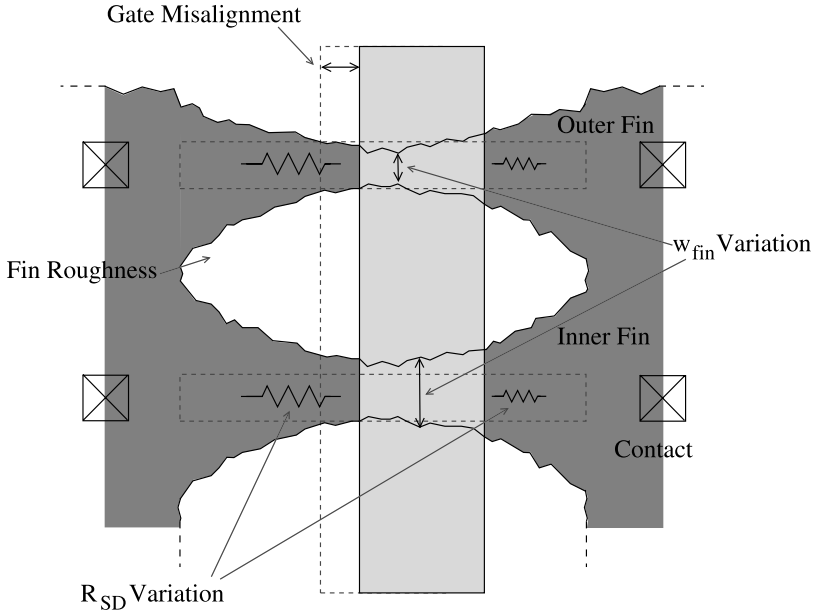 Gate Misalignment
Outer Fin
w_fin Variation
Fin Roughness
Inner Fin
Contact
R_SD Variation